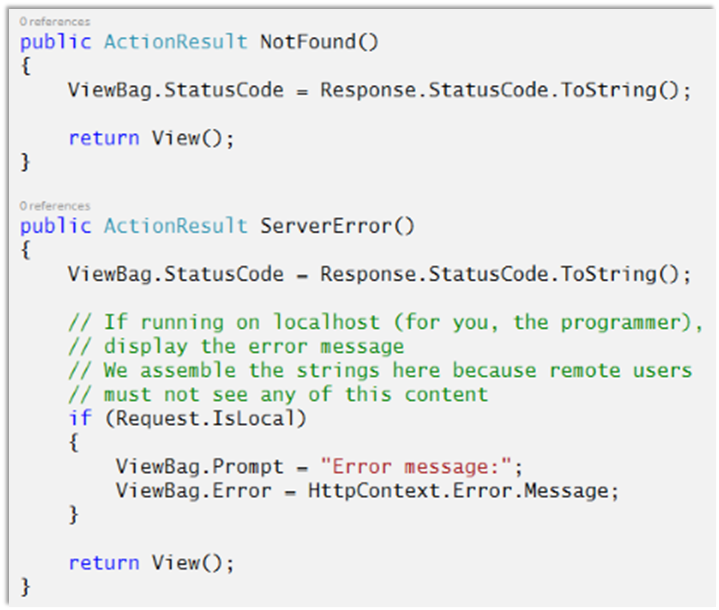 0 references
public ActionResult NotFound()
{
    ViewBag.StatusCode = Response.StatusCode.ToString();

    return View();
}

0 references
public ActionResult ServerError()
{
    ViewBag.StatusCode = Response.StatusCode.ToString();

    // If running on localhost (for you, the programmer),
    // display the error message
    // We assemble the strings here because remote users
    // must not see any of this content
    if (Request.IsLocal)
    {
        ViewBag.Prompt = "Error message:";
        ViewBag.Error = HttpContext.Error.Message;
    }

    return View();
}